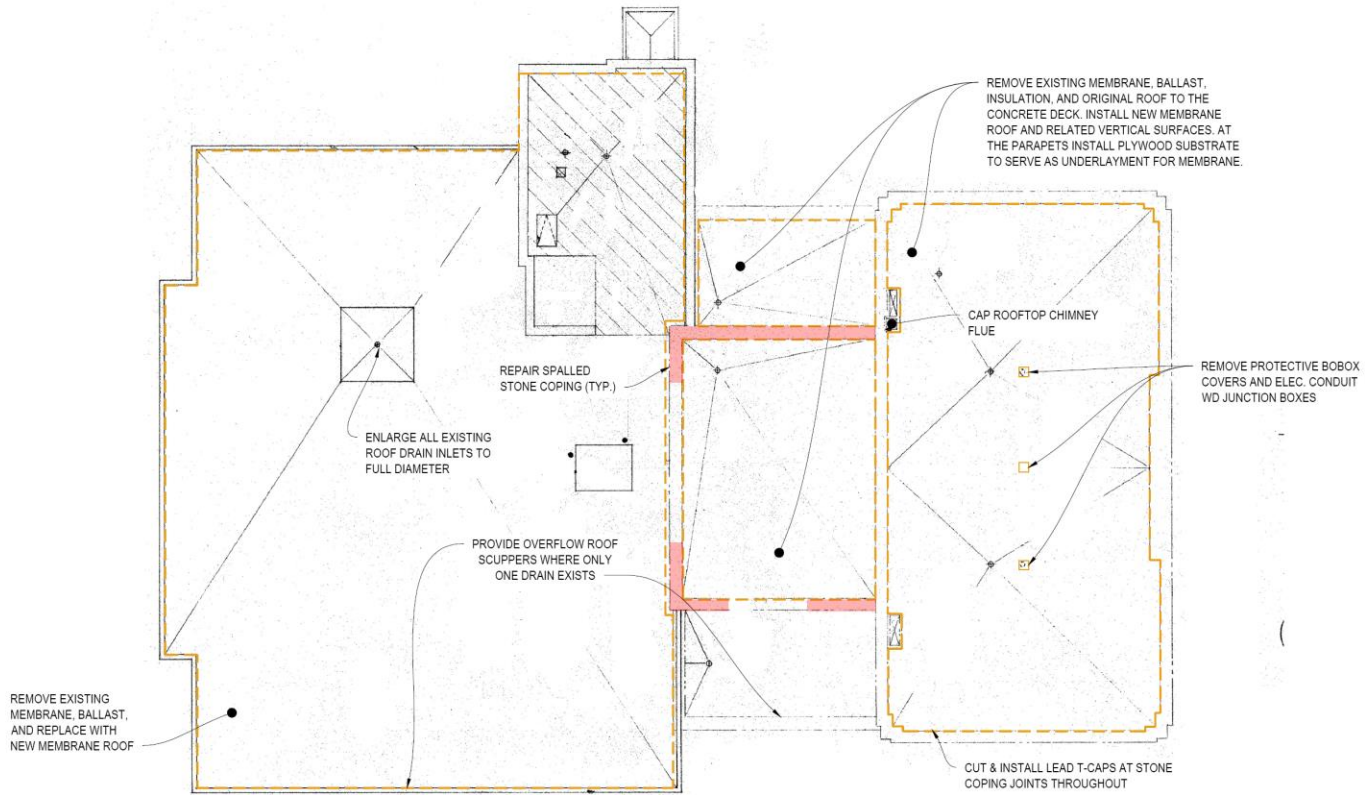 REMOVE EXISTING MEMBRANE, BALLAST,
INSULATION, AND ORIGINAL ROOF TO THE
CONCRETE DECK. INSTALL NEW MEMBRANE
ROOF AND RELATED VERTICAL SURFACES. AT
THE PARAPETS INSTALL PLYWOOD SUBSTRATE
TO SERVE AS UNDERLAYMENT FOR MEMBRANE.
CAP ROOFTOP CHIMNEY
FLUE
REPAIR SPALLED
STONE COPING (TYP.)
REMOVE PROTECTIVE BOBOX
COVERS AND ELEC. CONDUIT
WD JUNCTION BOXES
ENLARGE ALL EXISTING
ROOF DRAIN INLETS TO
FULL DIAMETER
PROVIDE OVERFLOW ROOF
SCUPPERS WHERE ONLY
ONE DRAIN EXISTS
REMOVE EXISTING
MEMBRANE, BALLAST,
AND REPLACE WITH
NEW MEMBRANE ROOF
CUT & INSTALL LEAD T-CAPS AT STONE
COPING JOINTS THROUGHOUT